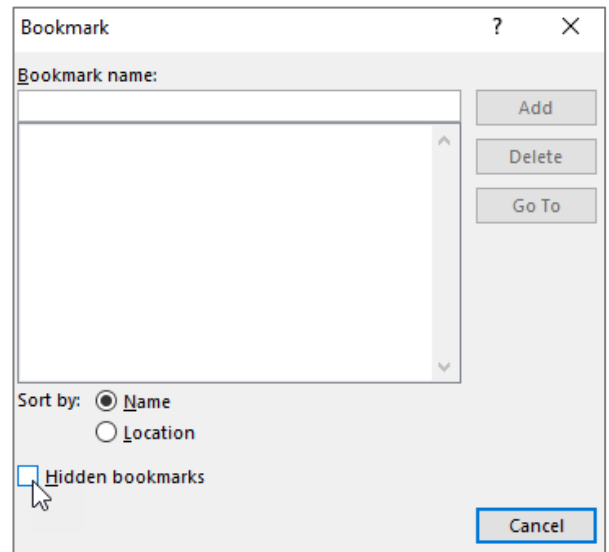 Bookmark ?
Bookmark name:
Add
Delete
Go To
Sort by: Name
Location
Hidden bookmarks
Cancel